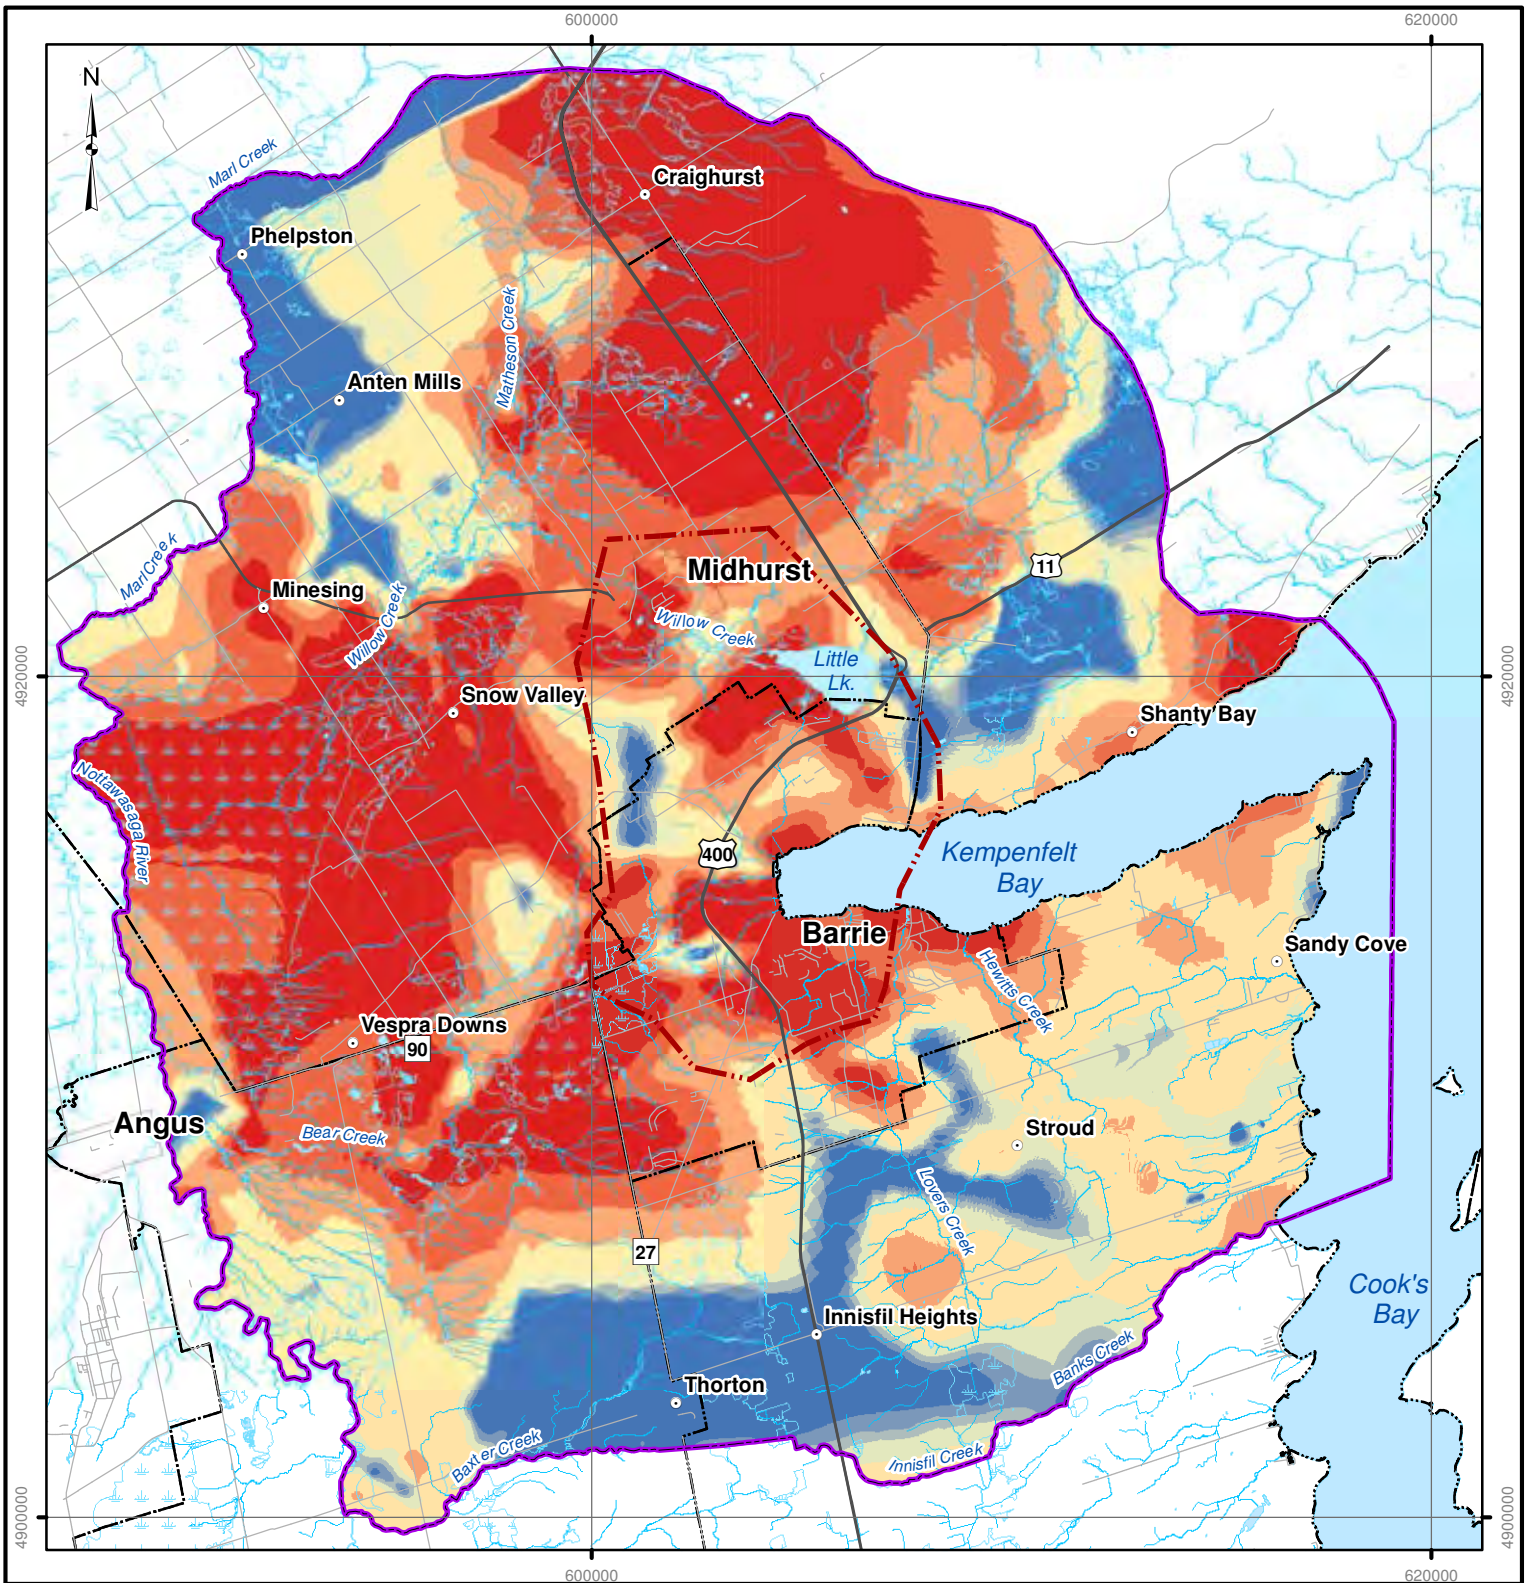 600000
620000
N
Marl Creek
Craighurst
Phelpston
Matheson Creek
Anten Mills
Marl Creek
11
Midhurst
Minesing
Willow Creek
Willow Creek
Little
Lk.
4820000
4920000
Snow Valley
Shanty Bay
Nottawasaga River
400
Kempenfelt
Bay
Barrie
Sandy Cove
Hewitts Creek
Vespra Downs
90
Angus
Bear Creek
Stroud
Lovers Creek
27
Cook's
Bay
Innisfil Heights
Banks Creek
Thorton
Baxter Creek
Innisfil Creek
4900000
4900000
600000
620000